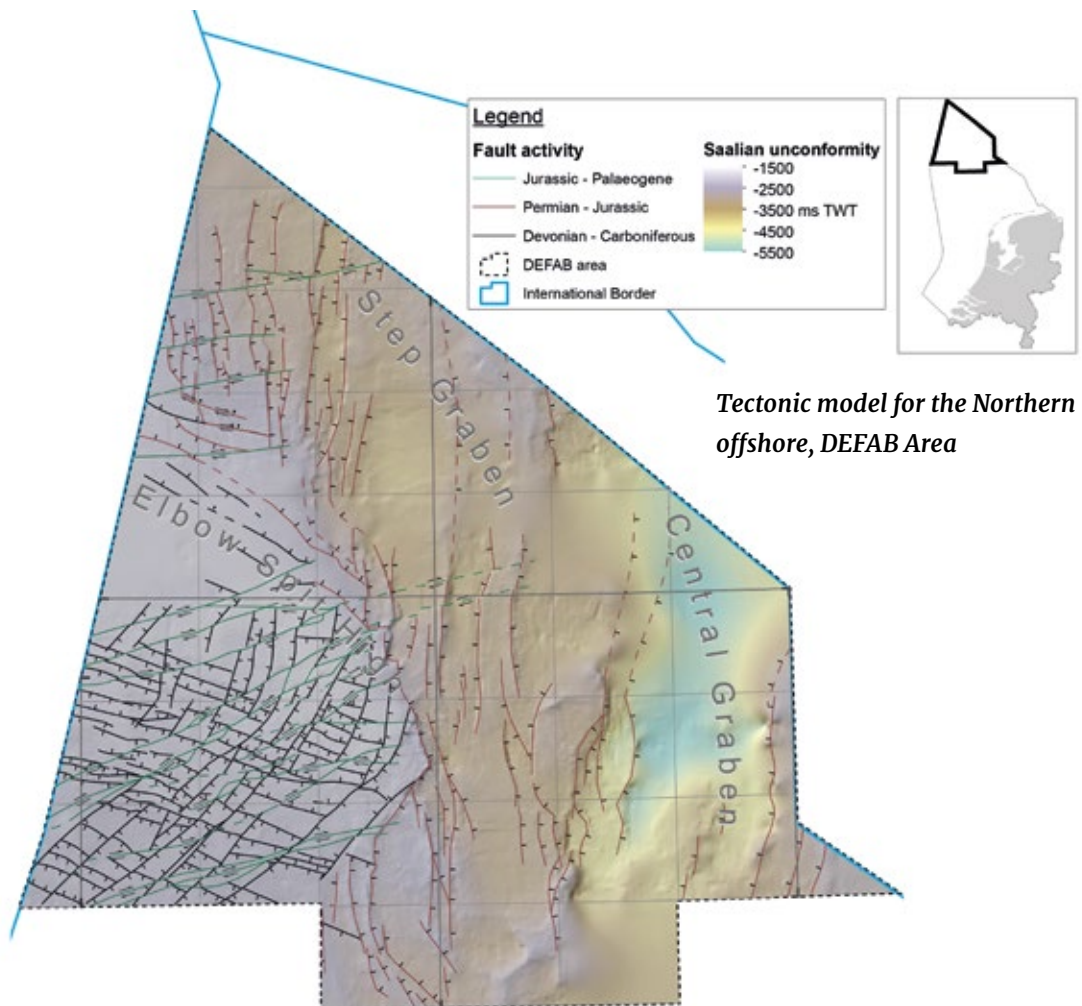 Legend
Fault activity
Jurassic - Palaeogene
Permian - Jurassic
Devonian - Carboniferous
DEFAB area
International Border
Saalian unconformity
-1500
-2500
-3500 ms TWT
-4500
-5500
Tectonic model for the Northern
offshore, DEFAB Area
Step Graben
Elbow Spit High
Central Graben